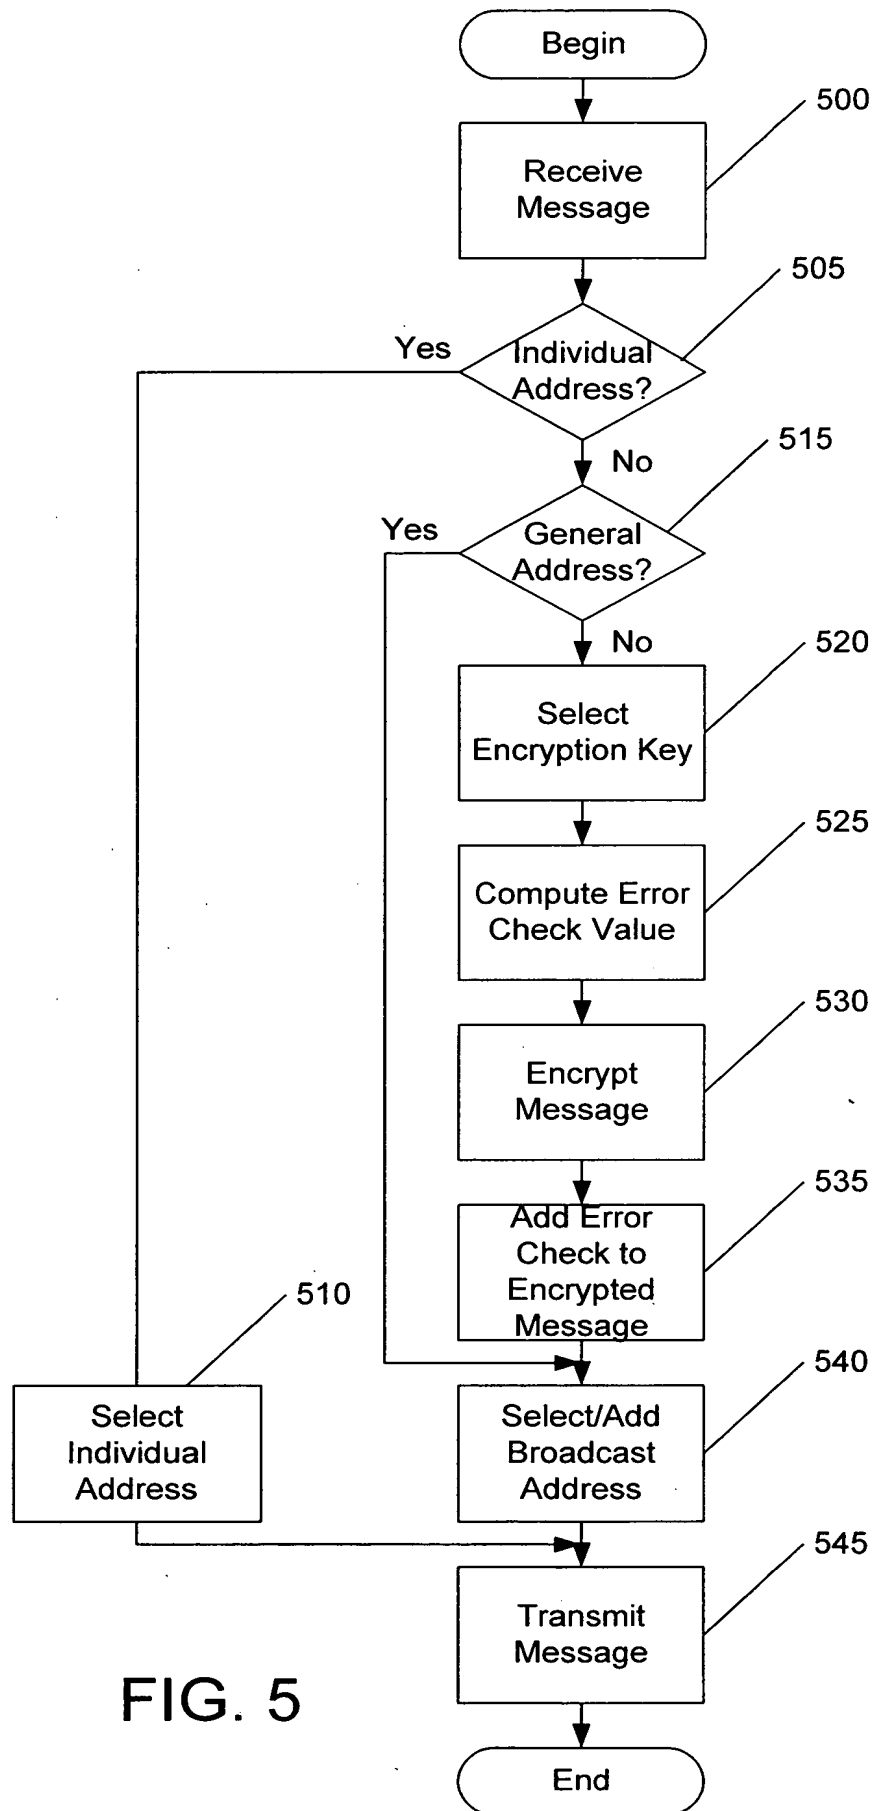 Begin
500
Receive
Message
505
Yes
Individual
Address?
No
515
Yes
General
Address?
No
520
Select
Encryption Key
525
Compute Error
Check Value
530
Encrypt
Message
535
Add Error
Check to
Encrypted
Message
510
Select
Individual
Address
540
Select/Add
Broadcast
Address
545
Transmit
Message
FIG. 5
End